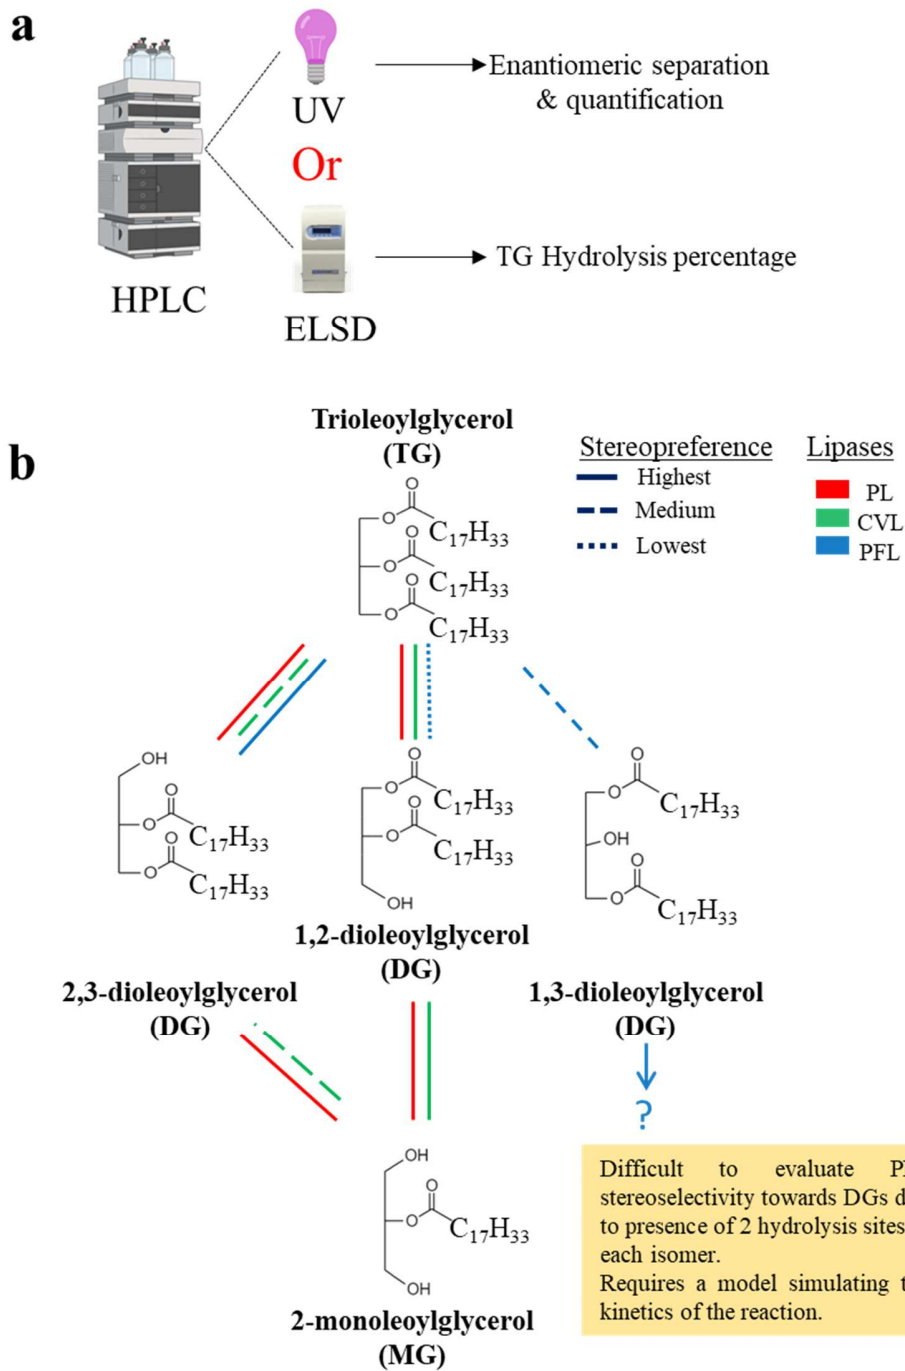 a
UV
Or
HPLC
ELSD
Enantiomeric separation
& quantification
TG Hydrolysis percentage
b
Trioleoylglycerol
(TG)
Stereopreference
Highest
Medium
Lowest
Lipases
PL
CVL
PFL
O
O
C17H33
O
O
C17H33
O
O
C17H33
OH
O
O
C17H33
O
O
C17H33
2,3-dioleoylglycerol
(DG)
O
O
C17H33
O
O
C17H33
OH
1,2-dioleoylglycerol
(DG)
O
O
C17H33
OH
O
O
C17H33
1,3-dioleoylglycerol
(DG)
?
OH
O
O
C17H33
OH
2-monoleoylglycerol
(MG)
Difficult to evaluate
stereoselectivity towards DGs
to presence of 2 hydrolysis sites
each isomer.
Requires a model simulating
kinetics of the reaction.